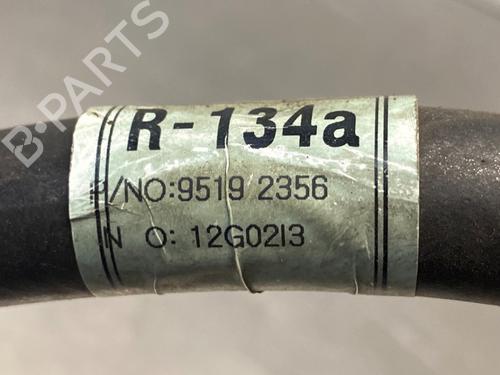 B-PARTS
R-134a
P/NO:9519 2356
N O: 12G02I3